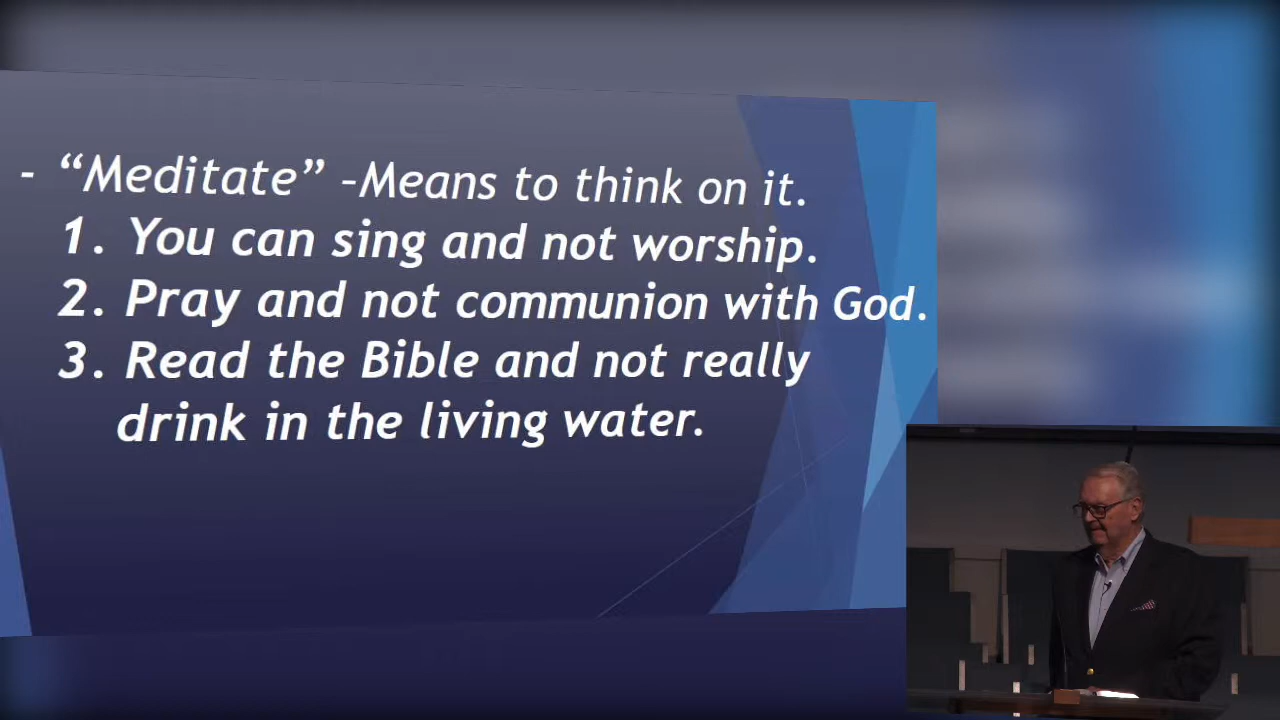 - “Meditate” –Means to think on it.
1. You can sing and not worship.
2. Pray and not communion with God.
3. Read the Bible and not really
drink in the living water.